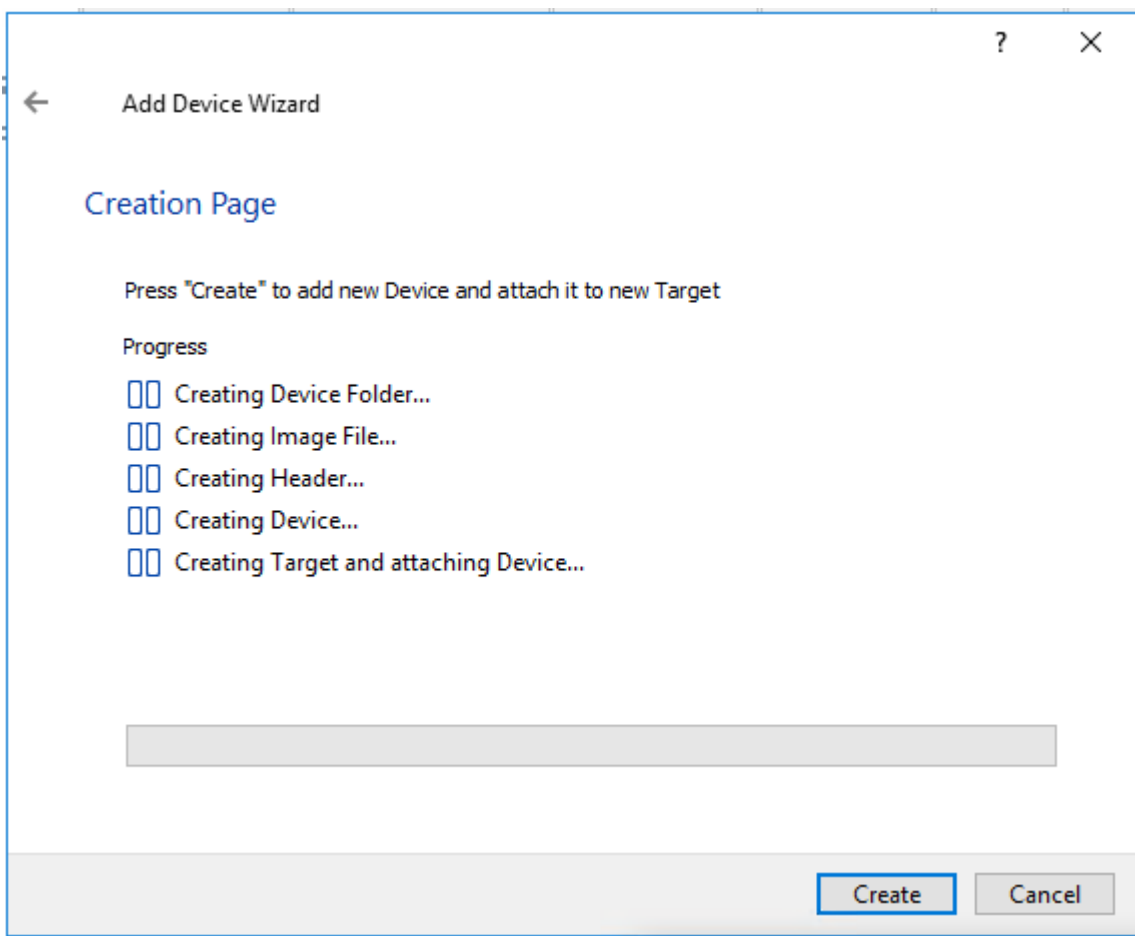 ?
Add Device Wizard
Creation Page
Press "Create" to add new Device and attach it to new Target
Progress
Creating Device Folder...
Creating Image File...
Creating Header...
Creating Device...
Creating Target and attaching Device...
Create Cancel